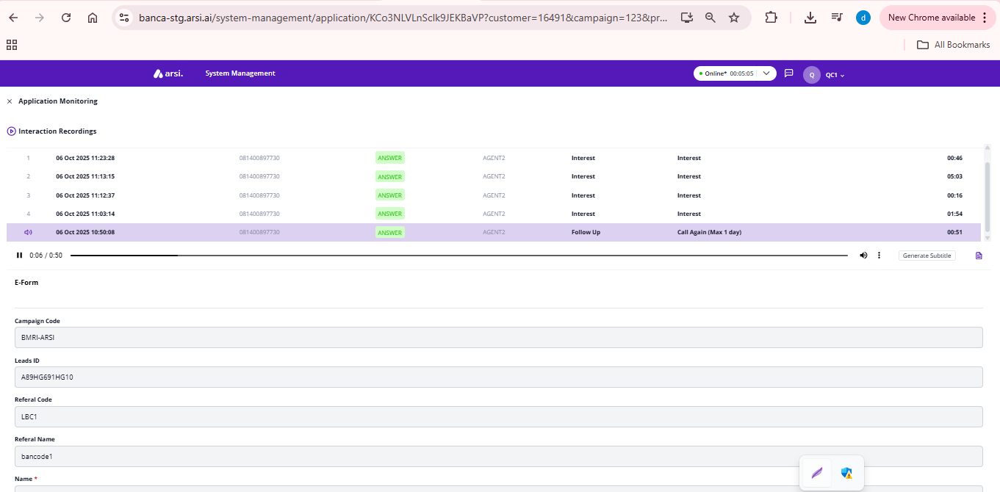 banca-stg.arsi.ai/system-management/application/KCo3NLVLnScIk9JEKBaVP?customer=16491&campaign=123&pr...
New Chrome available
All Bookmarks
arsi. System Management Online* 00:05:05 Q QC1
Application Monitoring
Interaction Recordings
1 06 Oct 2025 11:23:28 081400897730 ANSWER AGENT2 Interest Interest 00:46
2 06 Oct 2025 11:13:15 081400897730 ANSWER AGENT2 Interest Interest 05:03
3 06 Oct 2025 11:12:37 081400897730 ANSWER AGENT2 Interest Interest 00:16
4 06 Oct 2025 11:03:14 081400897730 ANSWER AGENT2 Interest Interest 01:54
06 Oct 2025 10:50:08 081400897730 ANSWER AGENT2 Follow Up Call Again (Max 1 day) 00:51
0:06 / 0:50 Generate Subtitle
E-Form
Campaign Code
BMRI-ARSI
Leads ID
A89HG691HG10
Referal Code
LBC1
Referal Name
bancode1
Name *